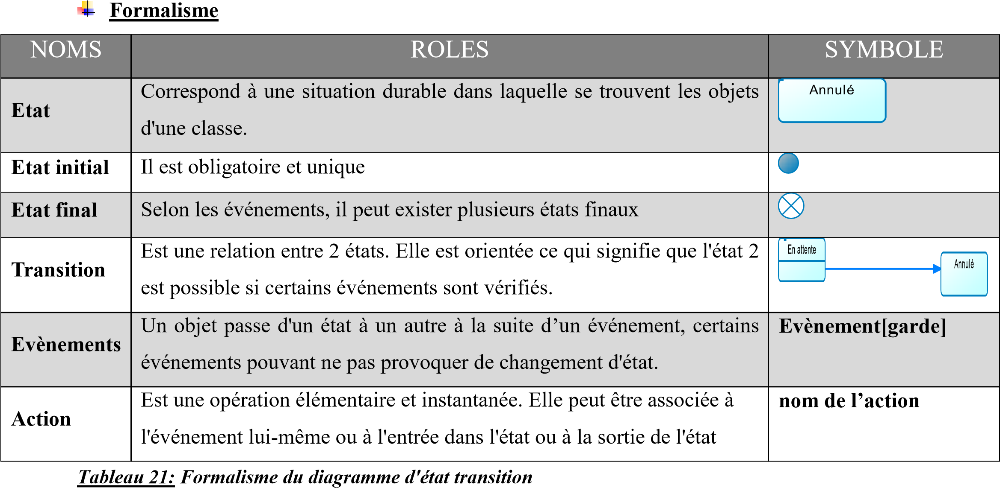 Formalisme
NOMS ROLES SYMBOLE
Etat
Correspond à une situation durable dans laquelle se trouvent les objets
d'une classe.
Annulé
Etat initial
Il est obligatoire et unique
Etat final
Selon les événements, il peut exister plusieurs états finaux
Transition
Est une relation entre 2 états. Elle est orientée ce qui signifie que l'état 2
est possible si certains événements sont vérifiés.
En attente
Annulé
Evènements
Un objet passe d'un état à un autre à la suite d’un événement, certains
événements pouvant ne pas provoquer de changement d'état.
Evènement[garde]
Action
Est une opération élémentaire et instantanée. Elle peut être associée à
l'événement lui-même ou à l'entrée dans l'état ou à la sortie de l'état
nom de l’action
Tableau 21: Formalisme du diagramme d'état transition